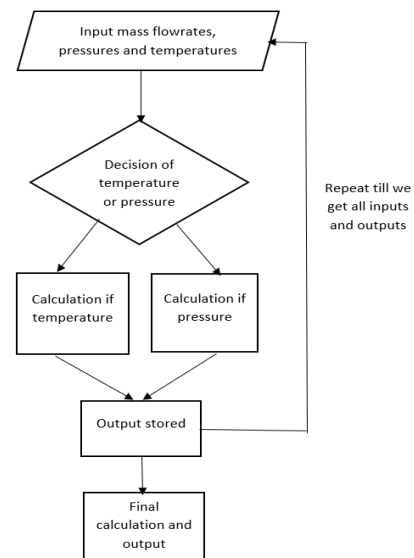 Input mass flowrates,
pressures and temperatures
Decision of
temperature
or pressure
Repeat till we
get all inputs
and outputs
Calculation if
temperature
Calculation if
pressure
Output stored
Final
calculation and
output